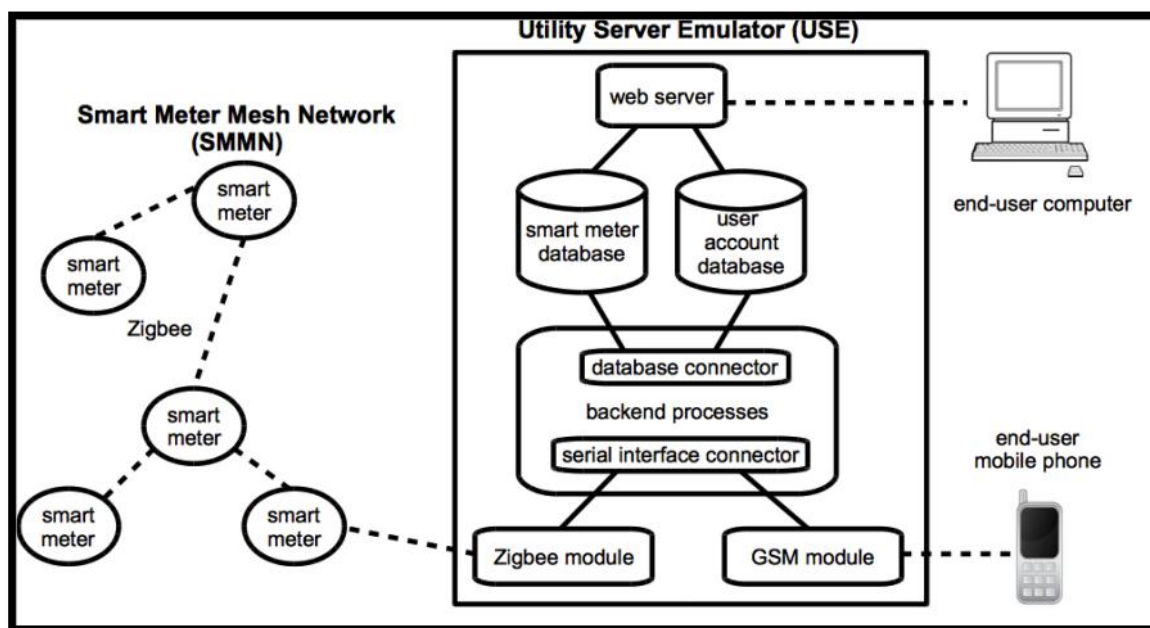 Utility Server Emulator (USE)
web server
Smart Meter Mesh Network
(SMMN)
smart
meter
smart
meter
Zigbee
smart
meter
smart
meter
smart
meter
smart meter
database
user
account
database
database connector
backend processes
serial interface connector
Zigbee module
GSM module
end-user computer
end-user
mobile phone